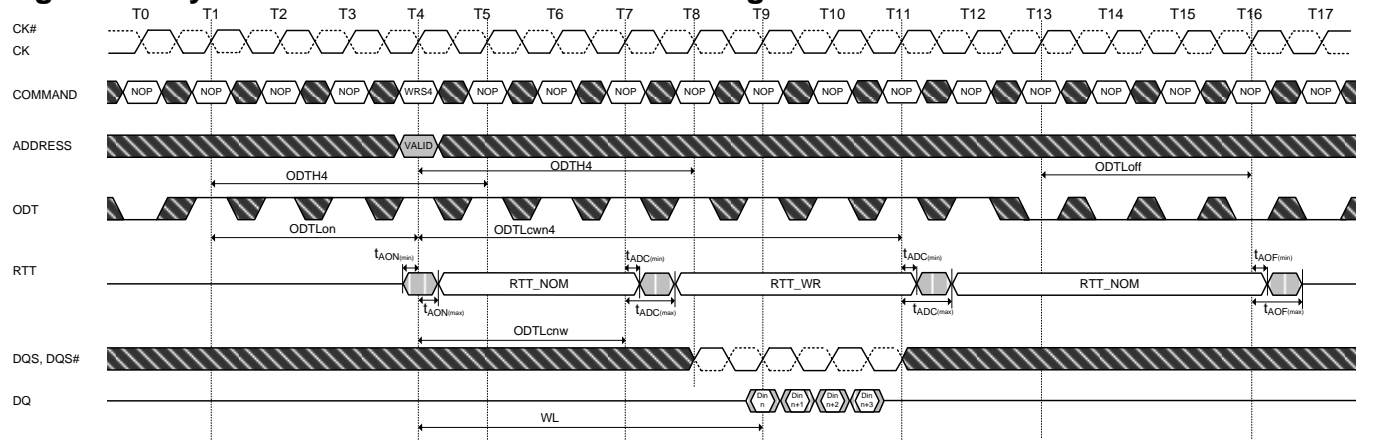 T0 T1 T2 T3 T4 T5 T6 T7 T8 T9 T10 T11 T12 T13 T14 T15 T16 T17
CK#
CK
COMMAND NOP NOP NOP NOP WRS4 NOP NOP NOP NOP NOP NOP NOP NOP NOP NOP NOP NOP NOP
ADDRESS VALID
ODTH4 ODTH4 ODTLoff
ODT
ODTLon ODTLcwn4
tAON(min) tADC(min) tADC(min) tAOF(min)
RTT RTT_NOM RTT_WR RTT_NOM
tAON(max) tADC(max) tADC(max) tAOF(max)
ODTLcnw
DQS, DQS#
DQ Din n Din n+1 Din n+2 Din n+3
WL